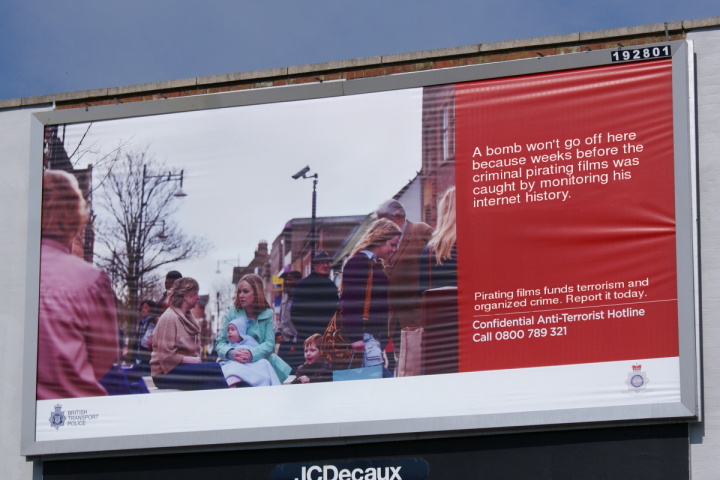 192801
A bomb won't go off here
because weeks before the
criminal pirating films was
caught by monitoring his
internet history.
Pirating films funds terrorism and
organized crime. Report it today.
Confidential Anti-Terrorist Hotline
Call 0800 789 321
BRITISH
TRANSPORT
POLICE
JCDecaux